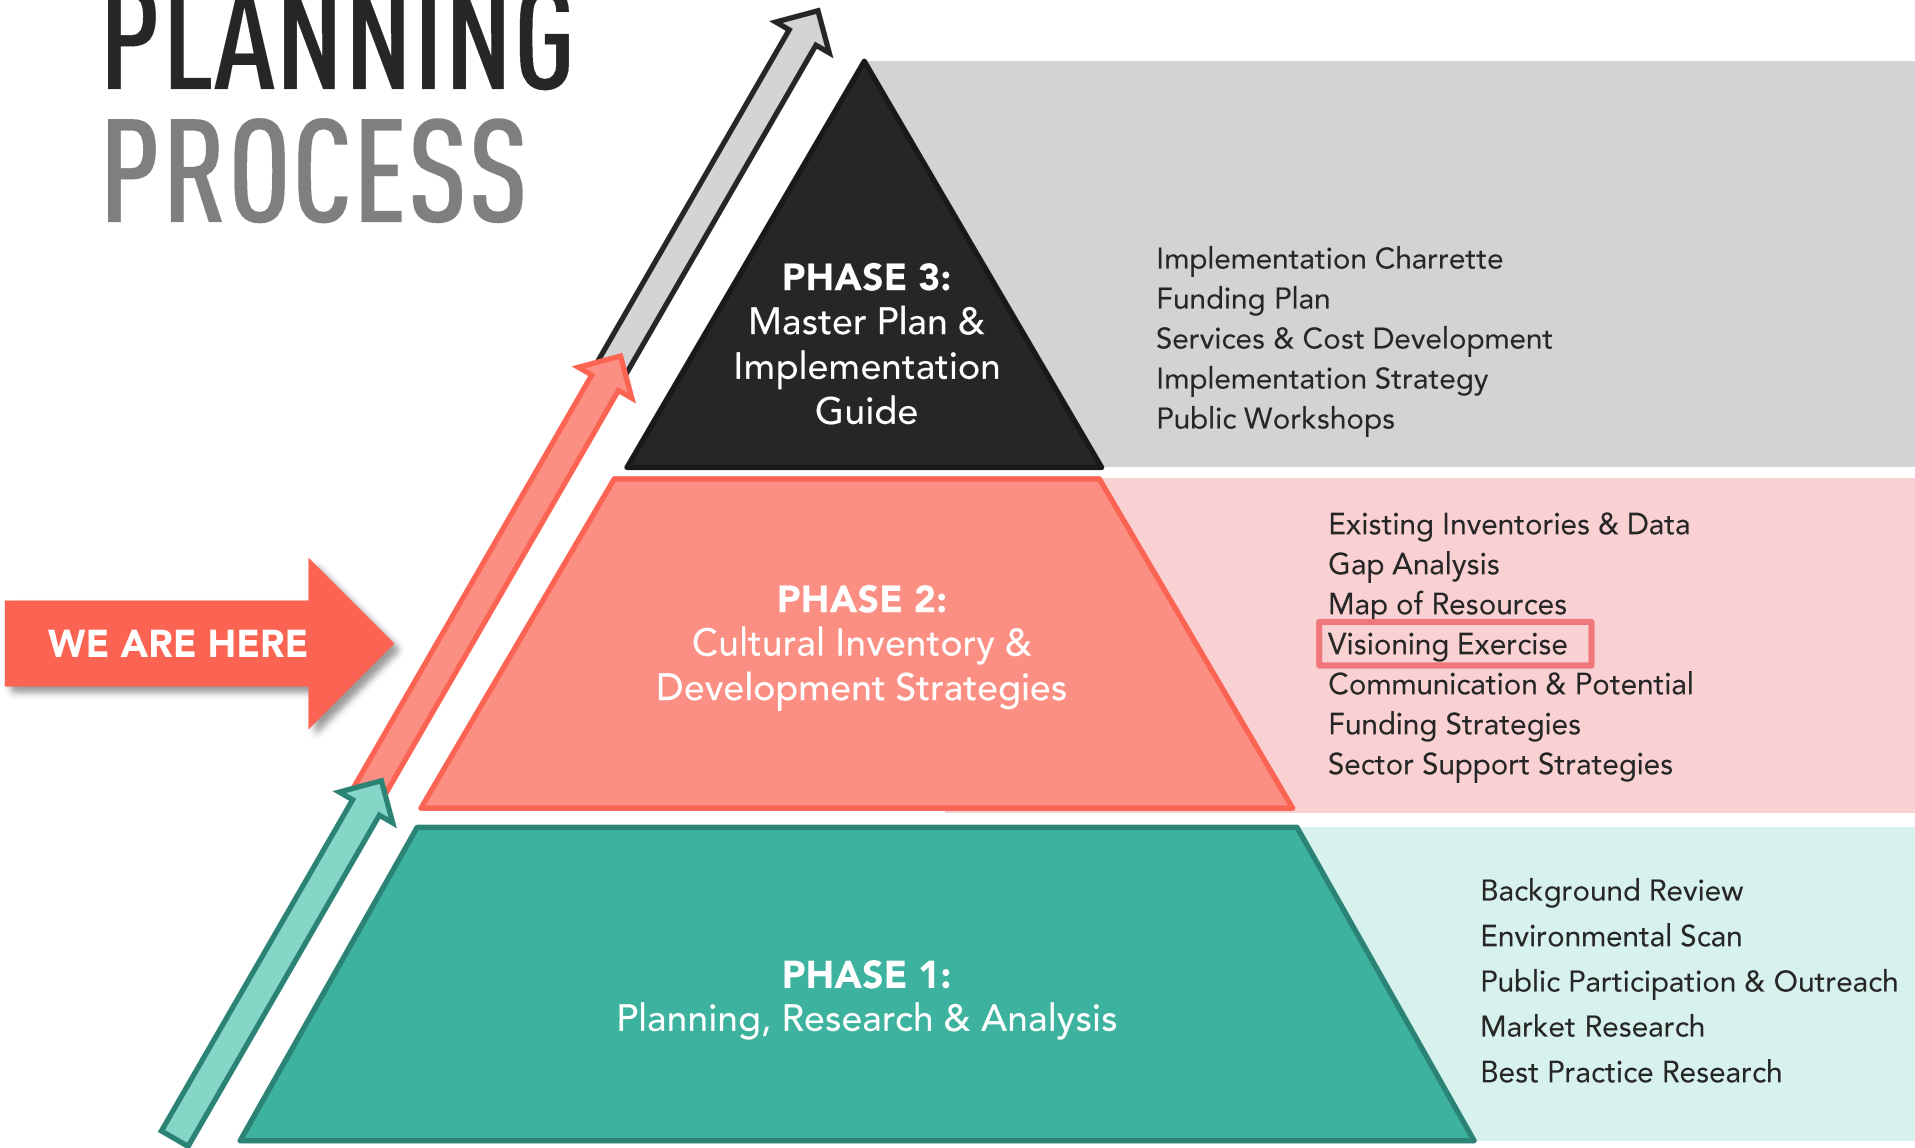 PLANNING
PROCESS
PHASE 3:
Master Plan &
Implementation
Guide
Implementation Charrette
Funding Plan
Services & Cost Development
Implementation Strategy
Public Workshops
WE ARE HERE
PHASE 2:
Cultural Inventory &
Development Strategies
Existing Inventories & Data
Gap Analysis
Map of Resources
Visioning Exercise
Communication & Potential
Funding Strategies
Sector Support Strategies
PHASE 1:
Planning, Research & Analysis
Background Review
Environmental Scan
Public Participation & Outreach
Market Research
Best Practice Research